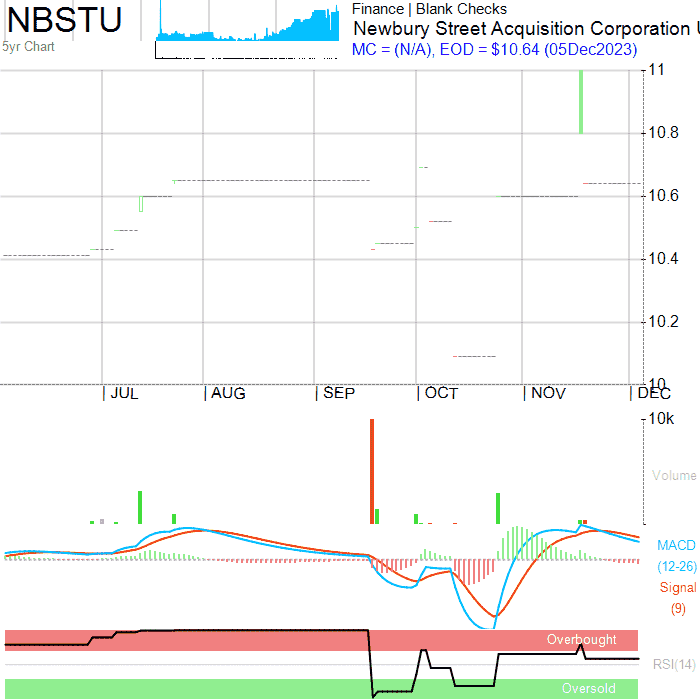 NBSTU
5yr Chart
Finance | Blank Checks
Newbury Street Acquisition Corporation U
MC = (N/A), EOD = $10.64 (05Dec2023)
11
10.8
10.6
10.4
10.2
10
JUL AUG SEP OCT NOV DEC
10k
Volume
MACD
(12-26)
Signal
(9)
Overbought
RSI(14)
Oversold